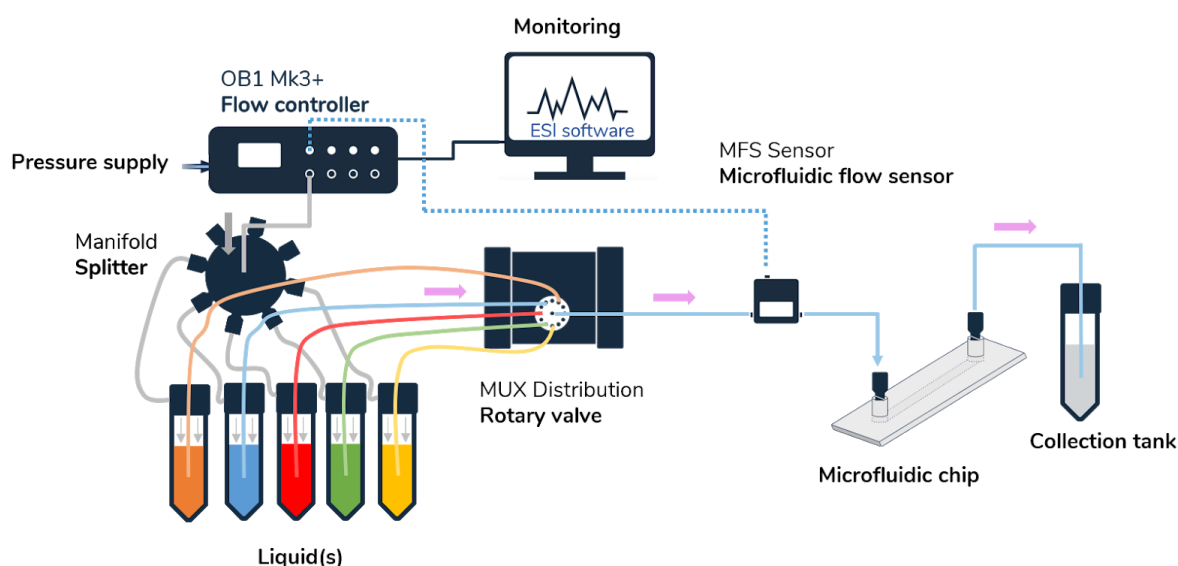 Monitoring
OB1 Mk3+
Flow controller
ESI software
Pressure supply
MFS Sensor
Microfluidic flow sensor
Manifold
Splitter
MUX Distribution
Rotary valve
Collection tank
Microfluidic chip
Liquid(s)